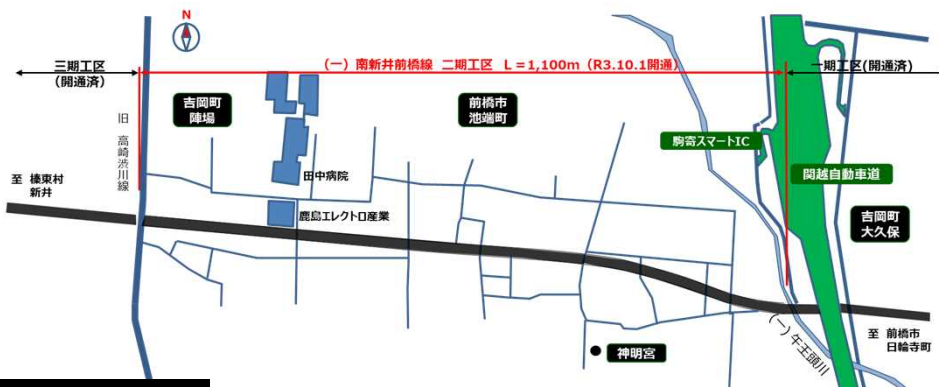 N
三期工区
(開通済)
(一) 南新井前橋線 二期工区 L＝1,100m（R3.10.1開通）
一期工区(開通済)
吉岡町
陣場
前橋市
池端町
旧 高崎渋川線
駒寄スマートIC
田中病院
関越自動車道
至 榛東村
新井
鹿島エレクトロ産業
吉岡町
大久保
至 前橋市
日輪寺町
(一)午王頭川
神明宮